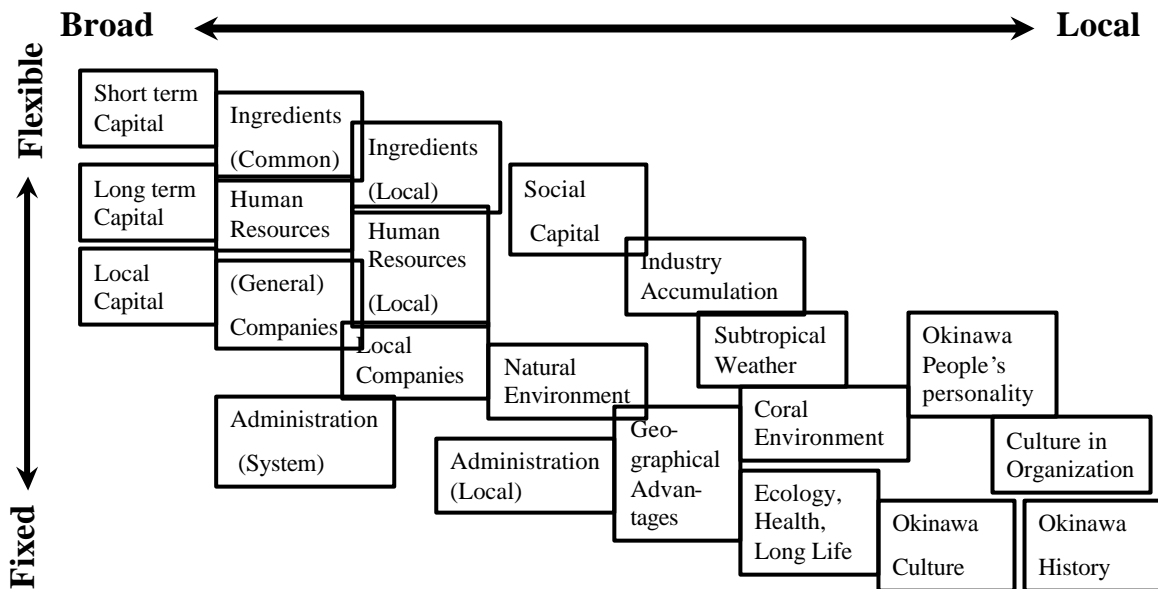 Broad
Local
Flexible
Fixed
Short term
Capital
Ingredients
(Common)
Ingredients
(Local)
Long term
Capital
Human
Resources
Social
Capital
Human
Resources
(Local)
Local
Capital
(General)
Companies
Industry
Accumulation
Local
Companies
Natural
Environment
Subtropical
Weather
Okinawa
People’s
personality
Administration
(System)
Administration
(Local)
Geo-
graphical
Advan-
tages
Coral
Environment
Culture in
Organization
Ecology,
Health,
Long Life
Okinawa
Culture
Okinawa
History